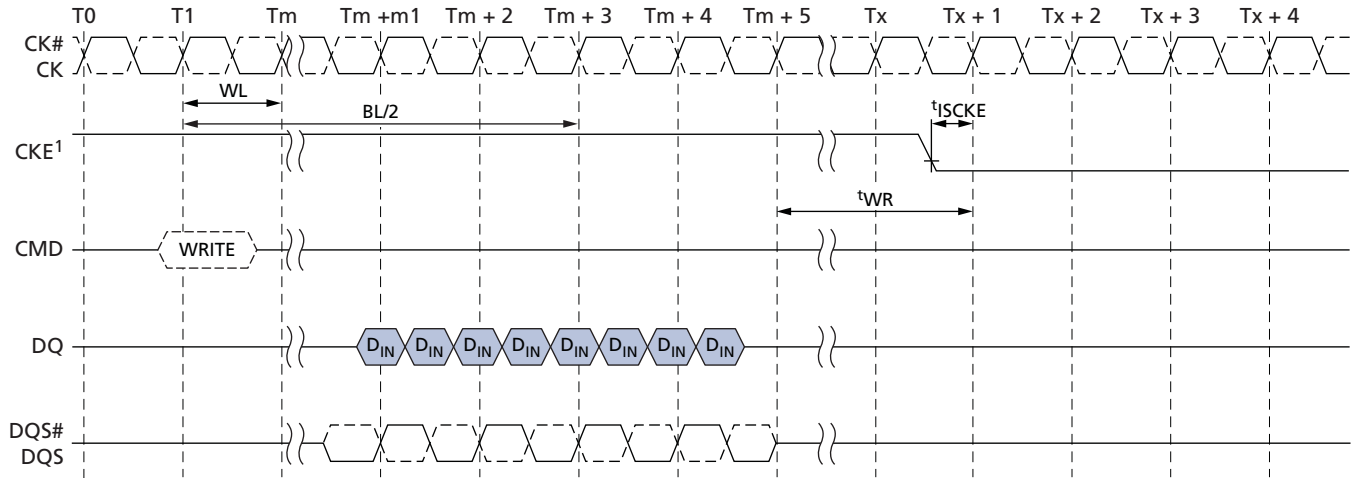 T0 T1 Tm Tm +m1 Tm + 2 Tm + 3 Tm + 4 Tm + 5 Tx Tx + 1 Tx + 2 Tx + 3 Tx + 4
CK#
CK
WL
BL/2
tISCKE
CKE1
tWR
CMD WRITE
DQ DIN DIN DIN DIN DIN DIN DIN DIN
DQS#
DQS